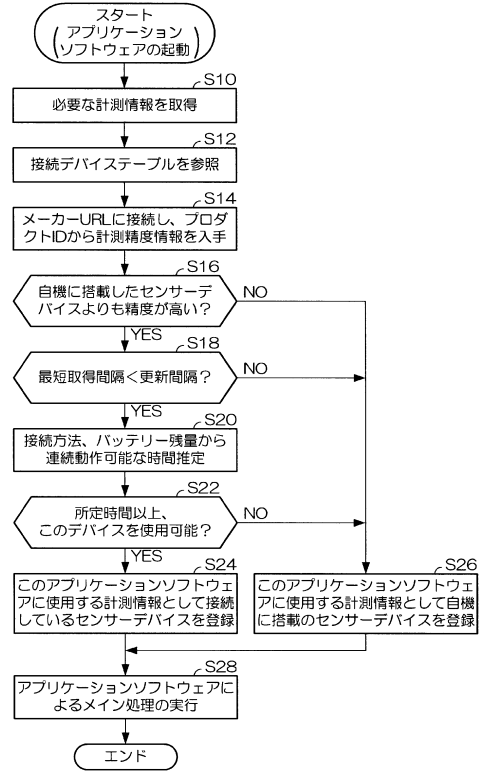 スタート
アプリケーション
ソフトウェアの起動
S10
必要な計測情報を取得
S12
接続デバイステーブルを参照
S14
メーカーURLに接続し、プロダ
クトIDから計測精度情報を入手
S16
自機に搭載したセンサーデ
バイスよりも精度が高い?
NO
YES
S18
最短取得間隔<更新間隔?
NO
YES
S20
接続方法、バッテリー残量から
連続動作可能な時間推定
S22
所定時間以上、
このデバイスを使用可能?
NO
YES
S24
このアプリケーションソフトウェ
アに使用する計測情報として接続
しているセンサーデバイスを登録
S26
このアプリケーションソフトウェ
アに使用する計測情報として自機
に搭載のセンサーデバイスを登録
S28
アプリケーションソフトウェアに
よるメイン処理の実行
エンド